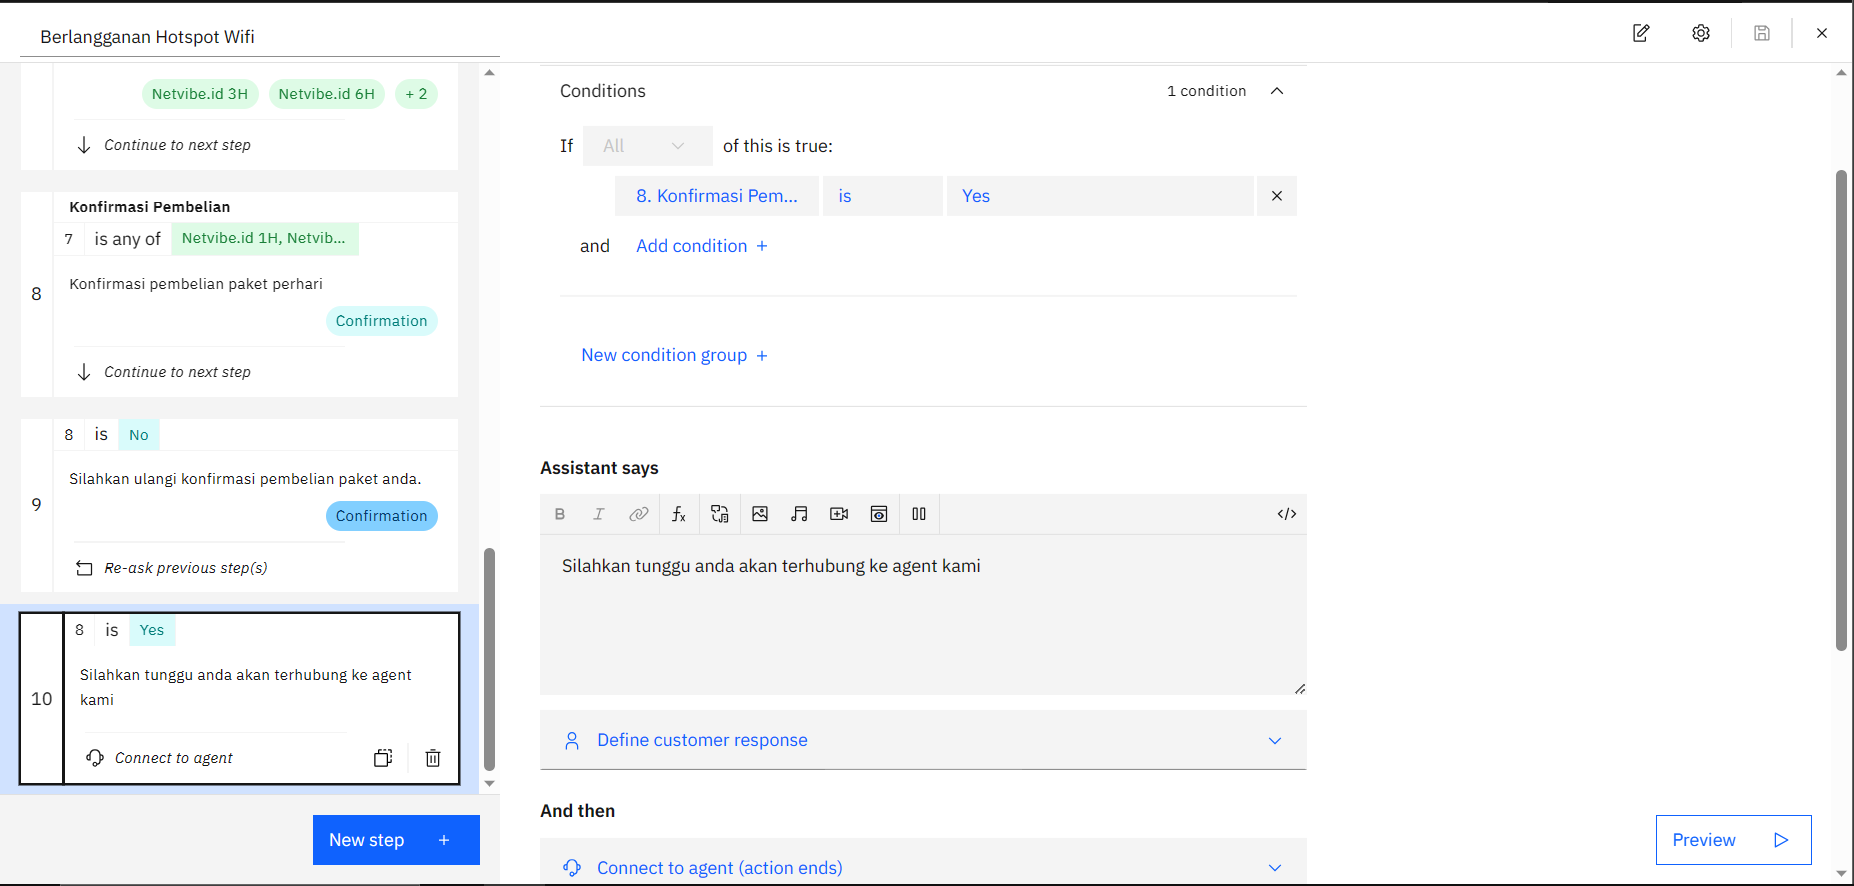 Berlangganan Hotspot Wifi
Netvibe.id 3H Netvibe.id 6H + 2
Continue to next step
Konfirmasi Pembelian
7 is any of Netvibe.id 1H, Netvib...
8
Konfirmasi pembelian paket perhari
Confirmation
Continue to next step
8 is No
9
Silahkan ulangi konfirmasi pembelian paket anda.
Confirmation
Re-ask previous step(s)
8 is Yes
10
Silahkan tunggu anda akan terhubung ke agent
kami
Connect to agent
New step +
Conditions 1 condition
If All of this is true:
8. Konfirmasi Pem... is Yes
and Add condition +
New condition group +
Assistant says
B I fx </>
Silahkan tunggu anda akan terhubung ke agent kami
Define customer response
And then
Connect to agent (action ends)
Preview